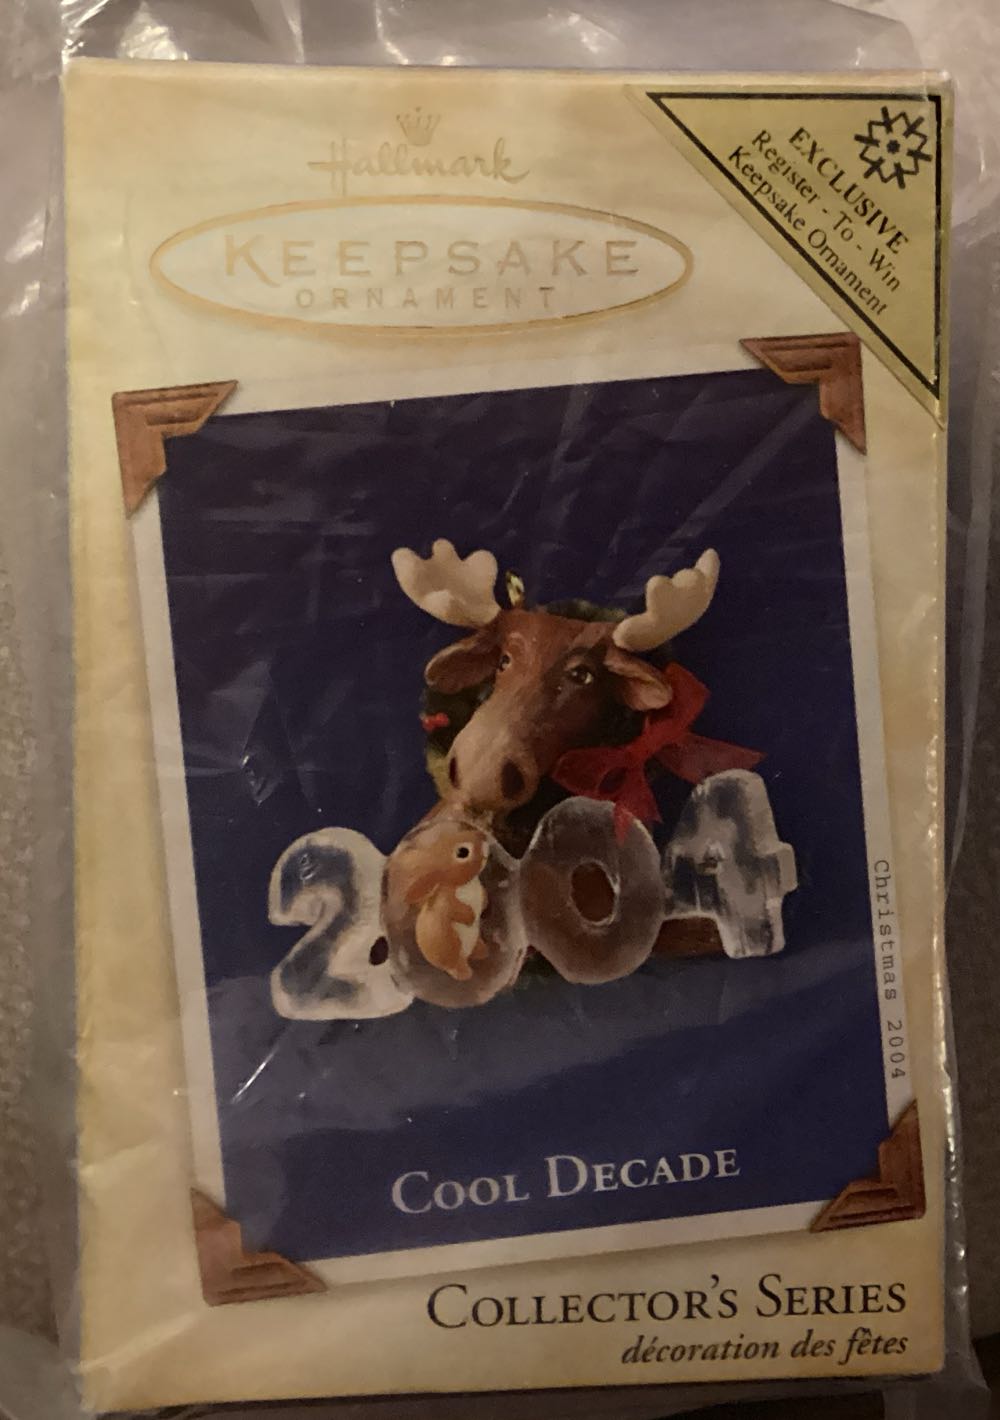 Hallmark
KEEPSAKE
ORNAMENT
EXCLUSIVE
Register - To - Win
Keepsake Ornament
2004
Christmas 2004
COOL DECADE
COLLECTOR'S SERIES
décoration des fêtes